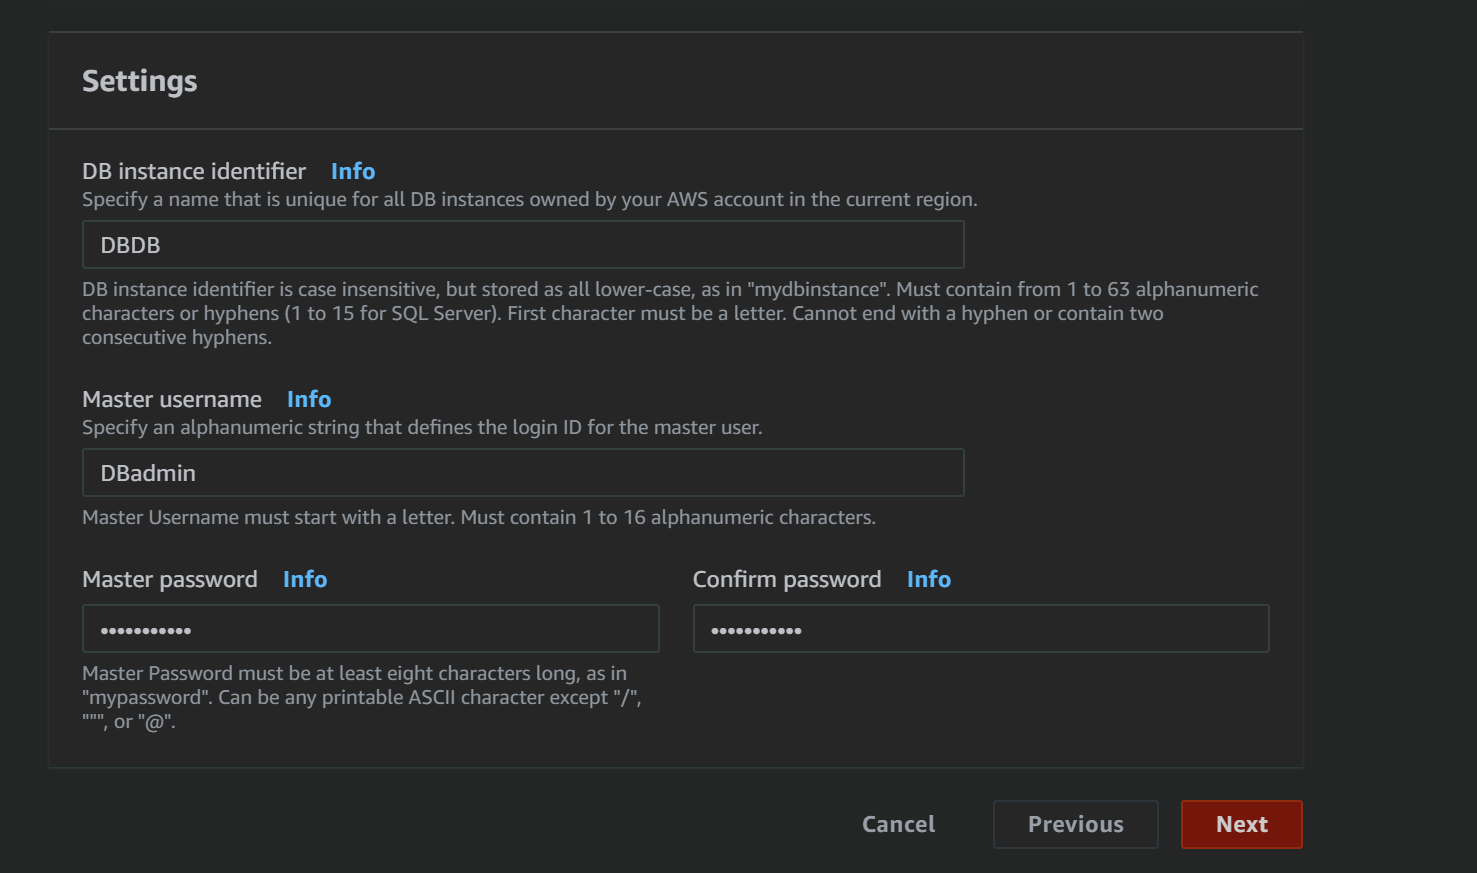 Settings
DB instance identifier Info
Specify a name that is unique for all DB instances owned by your AWS account in the current region.
DBDB
DB instance identifier is case insensitive, but stored as all lower-case, as in "mydbinstance". Must contain from 1 to 63 alphanumeric
characters or hyphens (1 to 15 for SQL Server). First character must be a letter. Cannot end with a hyphen or contain two
consecutive hyphens.
Master username Info
Specify an alphanumeric string that defines the login ID for the master user.
DBadmin
Master Username must start with a letter. Must contain 1 to 16 alphanumeric characters.
Master password Info
Confirm password Info
•••••••••••
•••••••••••
Master Password must be at least eight characters long, as in
"mypassword". Can be any printable ASCII character except "/",
""", or "@".
Cancel
Previous
Next